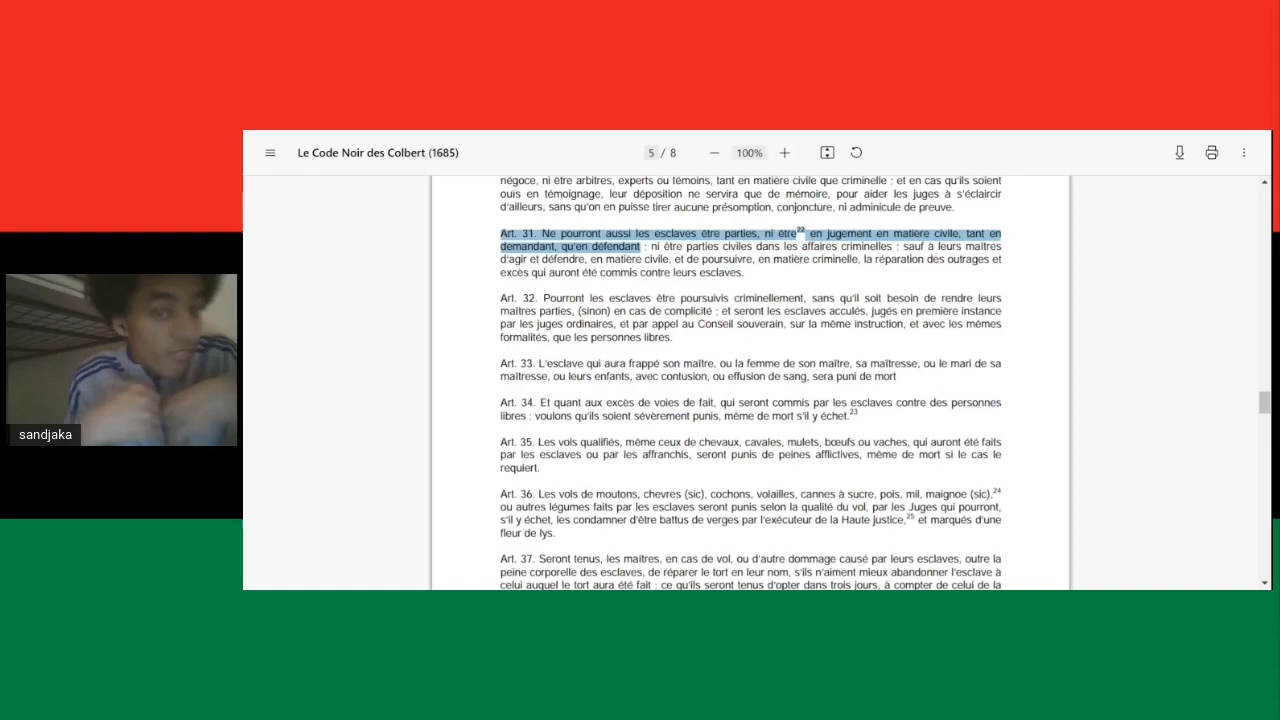 Le Code Noir des Colbert (1685)
5 / 8
100%
négoce, ni être arbitres, experts ou témoins, tant en matière civile que criminelle ; et en cas qu'ils soient
ouïs en témoignage, leur déposition ne servira que de mémoire, pour aider les juges à s'éclaircir
d'ailleurs, sans qu'on en puisse tirer aucune présomption, conjoncture, ni adminicule de preuve.
Art. 31. Ne pourront aussi les esclaves être parties, ni être22 en jugement en matière civile, tant en
demandant, qu'en défendant ; ni être parties civiles dans les affaires criminelles ; sauf à leurs maîtres
d'agir et défendre, en matière civile, et de poursuivre, en matière criminelle, la réparation des outrages et
excès qui auront été commis contre leurs esclaves.
Art. 32. Pourront les esclaves être poursuivis criminellement, sans qu'il soit besoin de rendre leurs
maîtres parties, (sinon) en cas de complicité ; et seront les esclaves acculés, jugés en première instance
par les juges ordinaires, et par appel au Conseil souverain, sur la même instruction, et avec les mêmes
formalités, que les personnes libres.
Art. 33. L'esclave qui aura frappé son maître, ou la femme de son maître, sa maîtresse, ou le mari de sa
maîtresse, ou leurs enfants, avec contusion, ou effusion de sang, sera puni de mort
Art. 34. Et quant aux excès de voies de fait, qui seront commis par les esclaves contre des personnes
libres : voulons qu'ils soient sévèrement punis, même de mort s'il y échet.23
Art. 35. Les vols qualifiés, même ceux de chevaux, cavales, mulets, bœufs ou vaches, qui auront été faits
par les esclaves ou par les affranchis, seront punis de peines afflictives, même de mort si le cas le
requiert.
Art. 36. Les vols de moutons, chevres (sic), cochons, volailles, cannes à sucre, pois, mil, maignoe (sic),24
ou autres légumes faits par les esclaves seront punis selon la qualité du vol, par les Juges qui pourront,
s'il y échet, les condamner d'être battus de verges par l'exécuteur de la Haute justice,25 et marqués d'une
fleur de lys.
Art. 37. Seront tenus, les maîtres, en cas de vol, ou d'autre dommage causé par leurs esclaves, outre la
peine corporelle des esclaves, de réparer le tort en leur nom, s'ils n'aiment mieux abandonner l'esclave à
celui auquel le tort aura été fait ; ce qu'ils seront tenus d'opter dans trois jours, à compter de celui de la
sandjaka